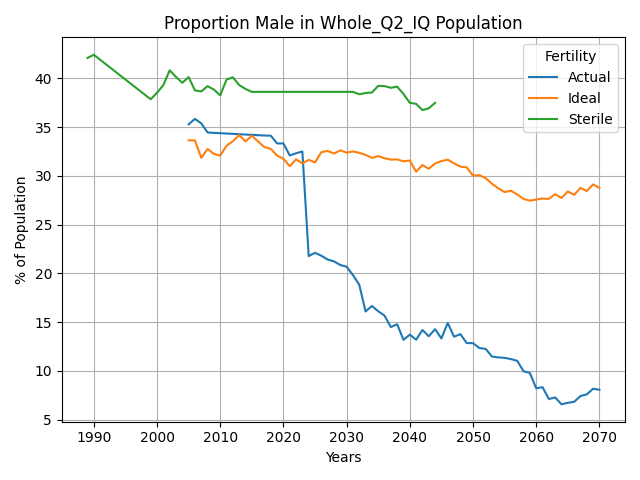 Proportion Male in Whole_Q2_IQ Population
Fertility
Actual
Ideal
Sterile
% of Population
40
35
30
25
20
15
10
5
1990
2000
2010
2020
2030
2040
2050
2060
2070
Years